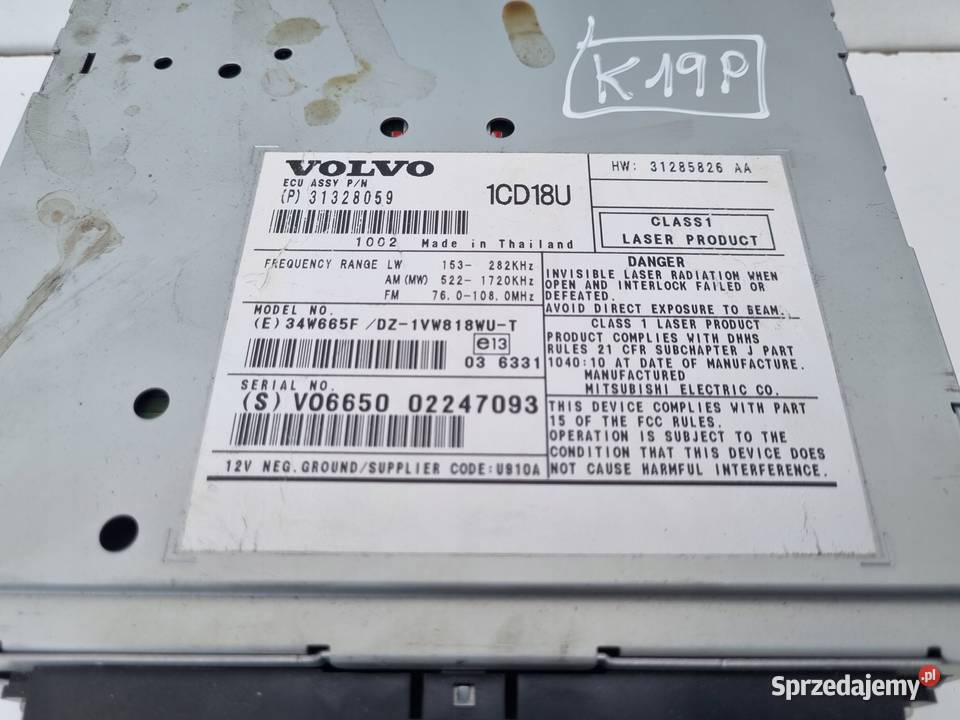 K19P
VOLVO
ECU ASSY P/N
(P) 31328059
1CD18U
1002 Made in Thailand
HW: 31285826 AA
CLASS1
LASER PRODUCT
FREQUENCY RANGE LW 153- 282KHz
AM (MW) 522- 1720KHz
FM 76.0-108.0MHz
MODEL NO.
(E) 34W665F /DZ-1VW818WU-T
e13
03 6331
SERIAL NO.
(S) VO6650 02247093
12V NEG.GROUND/SUPPLIER CODE:U910A
DANGER
INVISIBLE LASER RADIATION WHEN
OPEN AND INTERLOCK FAILED OR
DEFEATED.
AVOID DIRECT EXPOSURE TO BEAM.
CLASS 1 LASER PRODUCT
PRODUCT COMPLIES WITH DHHS
RULES 21 CFR SUBCHAPTER J PART
1040:10 AT DATE OF MANUFACTURE.
MANUFACTURED
MITSUBISHI ELECTRIC CO.
THIS DEVICE COMPLIES WITH PART
15 OF THE FCC RULES.
OPERATION IS SUBJECT TO THE
CONDITION THAT THIS DEVICE DOES
NOT CAUSE HARMFUL INTERFERENCE.
Sprzedajemy.pl